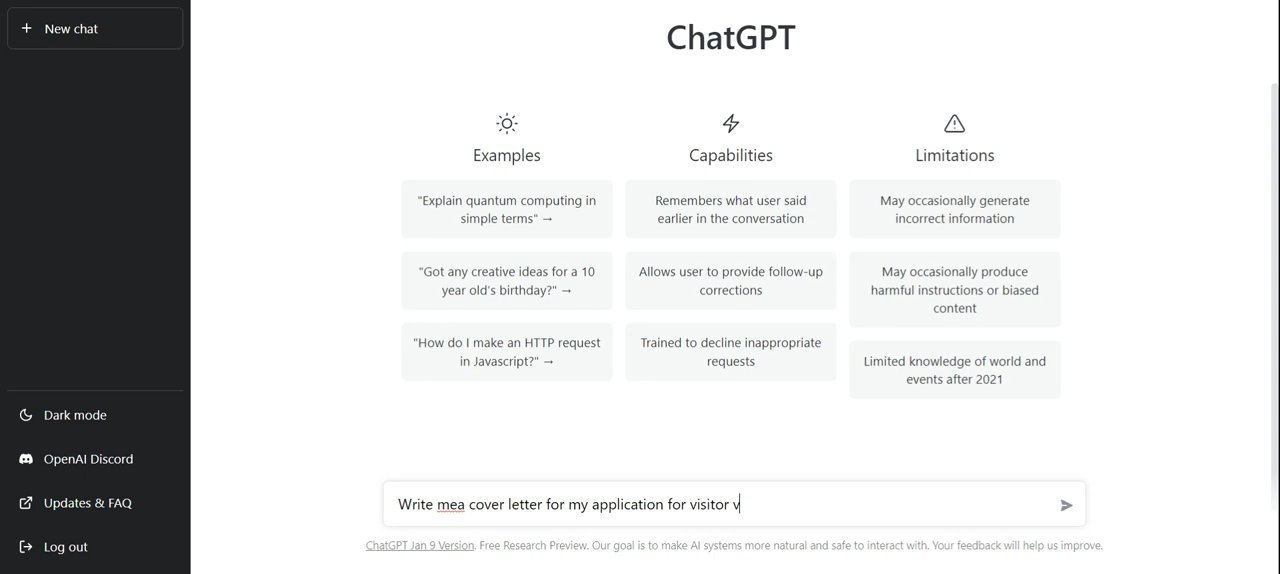 New chat
ChatGPT
Examples
Capabilities
Limitations
"Explain quantum computing in
simple terms" →
Remembers what user said
earlier in the conversation
May occasionally generate
incorrect information
"Got any creative ideas for a 10
year old's birthday?" →
Allows user to provide follow-up
corrections
May occasionally produce
harmful instructions or biased
content
"How do I make an HTTP request
in Javascript?" →
Trained to decline inappropriate
requests
Limited knowledge of world and
events after 2021
Dark mode
OpenAI Discord
Updates & FAQ
Log out
Write mea cover letter for my application for visitor v
ChatGPT Jan 9 Version. Free Research Preview. Our goal is to make AI systems more natural and safe to interact with. Your feedback will help us improve.